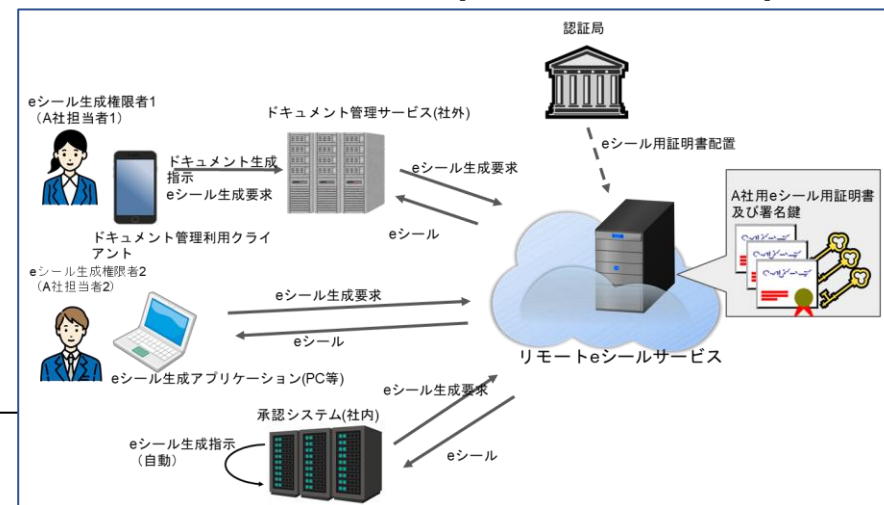 認証局
eシール用証明書配置
eシール生成権限者1
(A社担当者1)
ドキュメント管理サービス(社外)
ドキュメント生成
指示
eシール生成要求
ドキュメント管理利用クライ
アント
eシール生成要求
eシール
A社用eシール用証明書
及び署名鍵
eシール生成権限者2
(A社担当者2)
eシール生成要求
eシール
eシール生成アプリケーション(PC等)
リモートeシールサービス
承認システム(社内)
eシール生成指示
(自動)
eシール生成要求
eシール